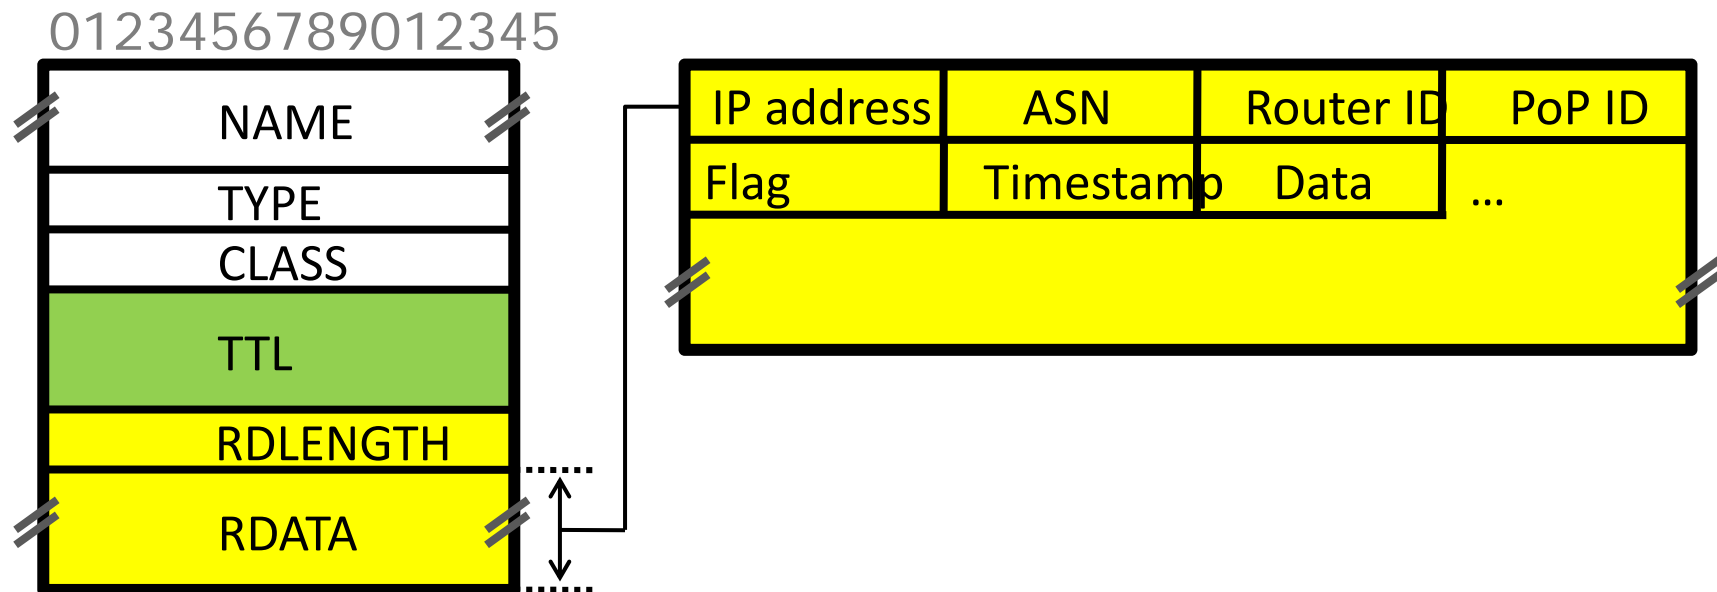 0123456789012345
NAME
TYPE
CLASS
TTL
RDLENGTH
RDATA
IP address ASN Router ID PoP ID
Flag Timestamp Data ...